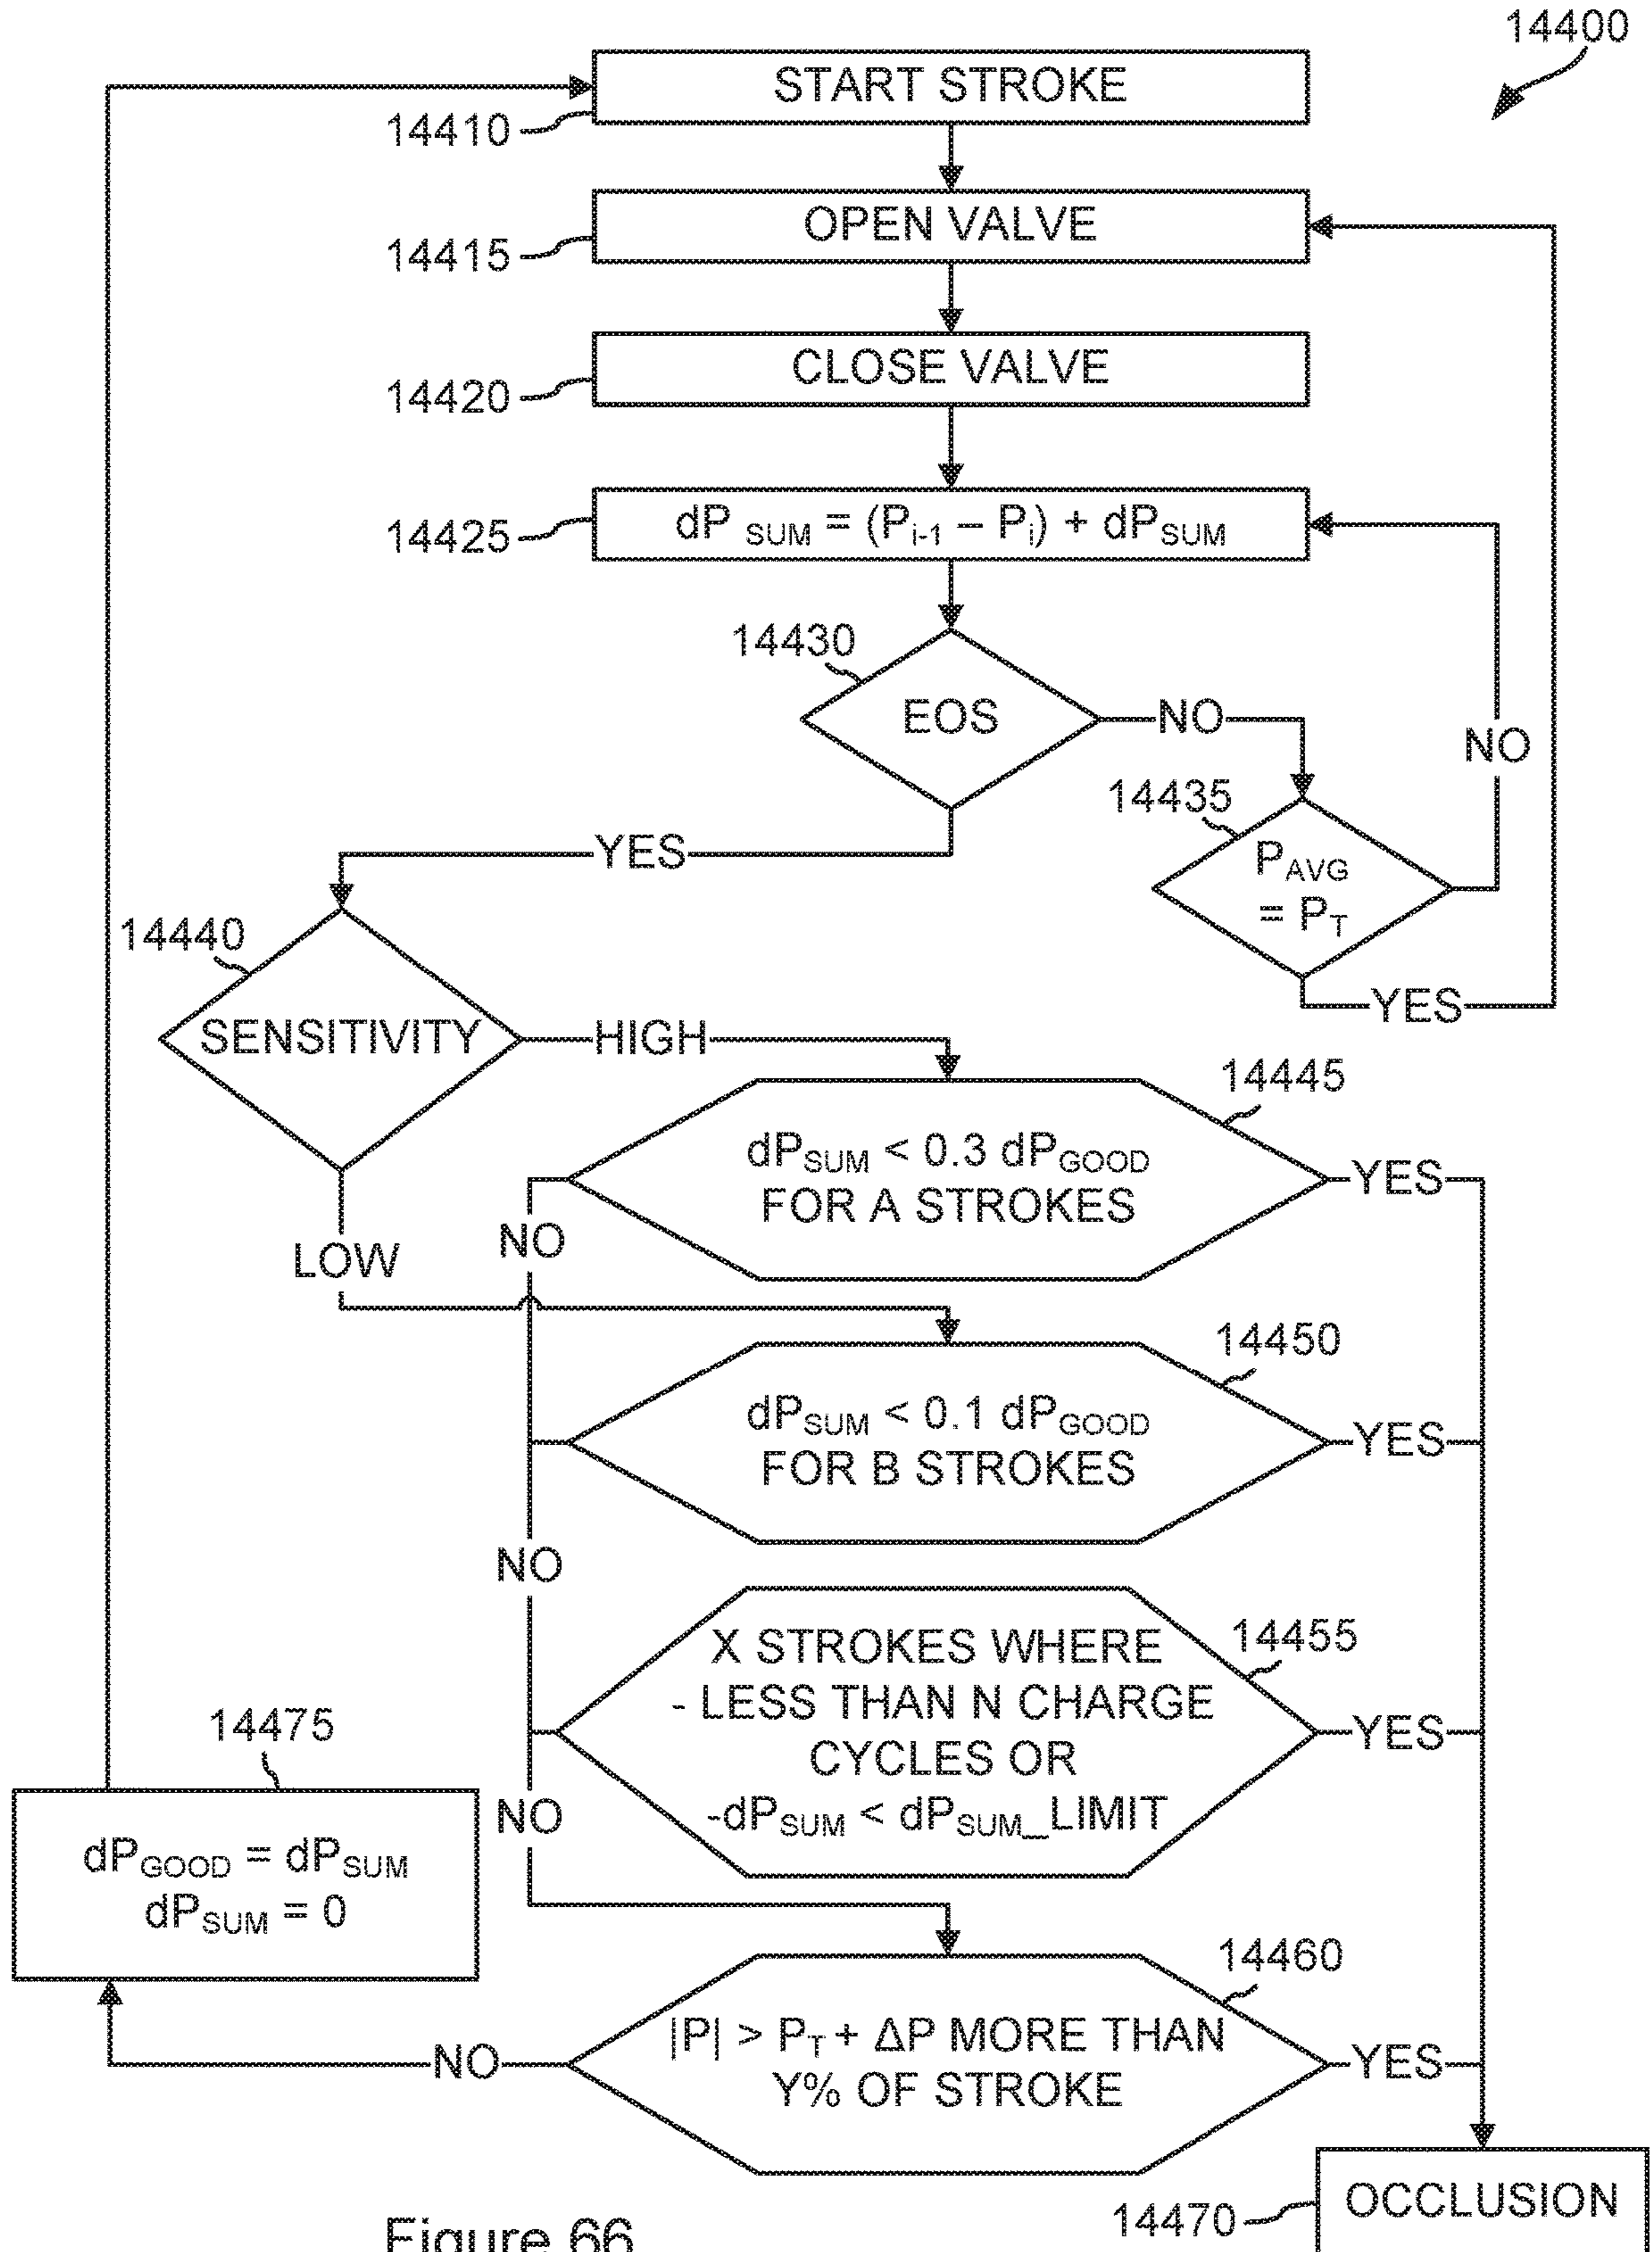 14400
START STROKE
14410
OPEN VALVE
14415
CLOSE VALVE
14420
dP SUM = (Pi-1 – Pi) + dPSUM
14425
14430
EOS
NO
NO
14435
PAVG
= PT
YES
YES
14440
SENSITIVITY
HIGH
14445
dPSUM < 0.3 dPGOOD
FOR A STROKES
YES
NO
LOW
14450
dPSUM < 0.1 dPGOOD
FOR B STROKES
YES
NO
14455
X STROKES WHERE
- LESS THAN N CHARGE
CYCLES OR
-dPSUM < dPSUM_LIMIT
YES
NO
14475
dPGOOD = dPSUM
dPSUM = 0
14460
|P| > PT + ΔP MORE THAN
Y% OF STROKE
YES
NO
OCCLUSION
14470
Figure 66